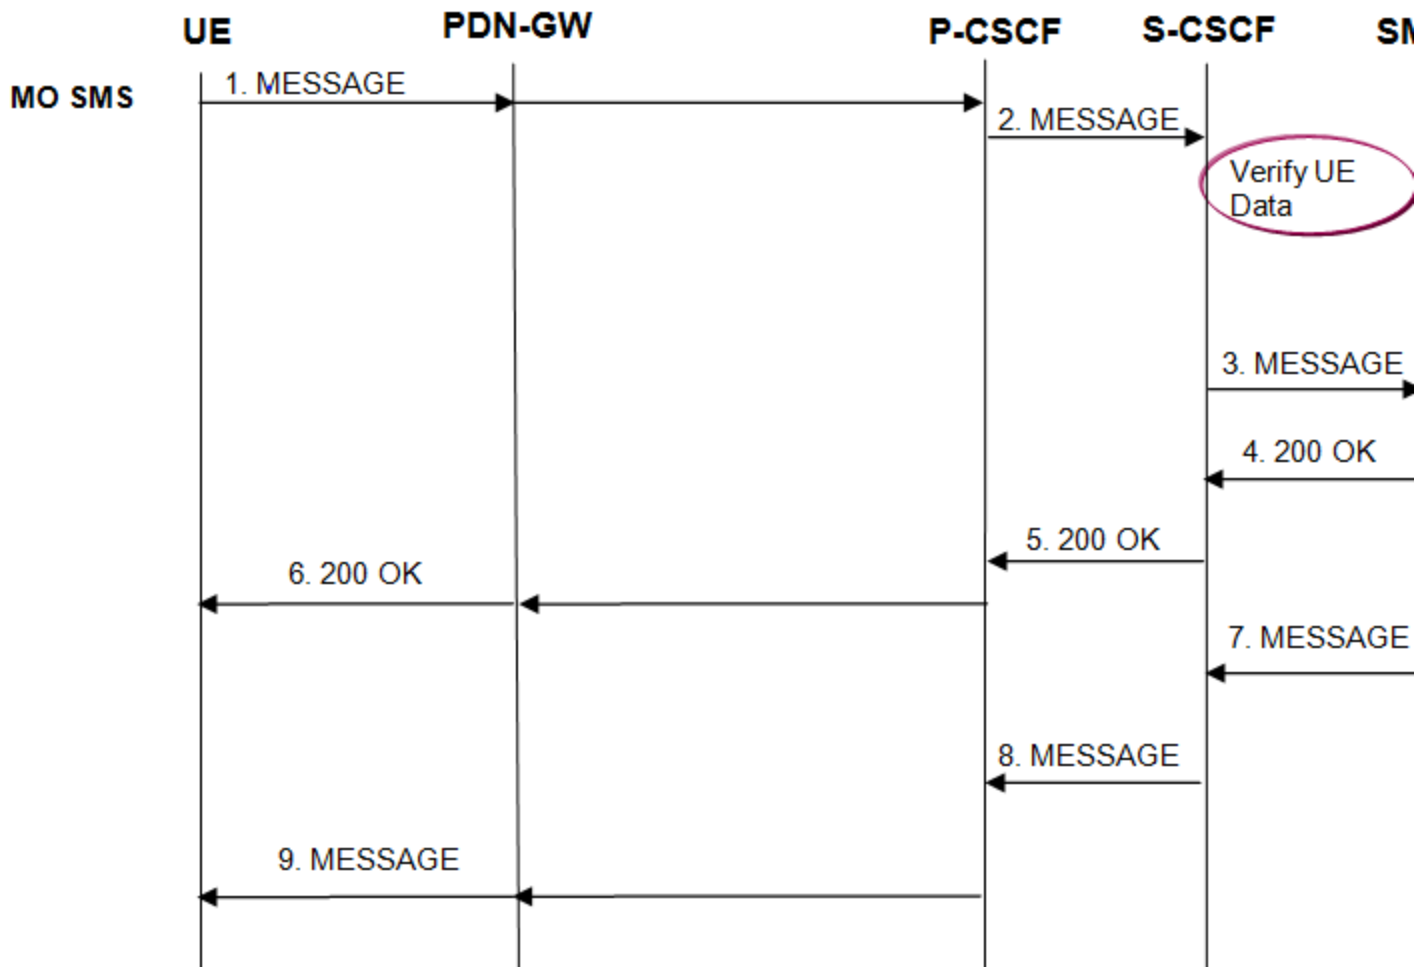 UE
PDN-GW
P-CSCF
S-CSCF
MO SMS
1. MESSAGE
2. MESSAGE
Verify UE
Data
3. MESSAGE
4. 200 OK
5. 200 OK
6. 200 OK
7. MESSAGE
8. MESSAGE
9. MESSAGE